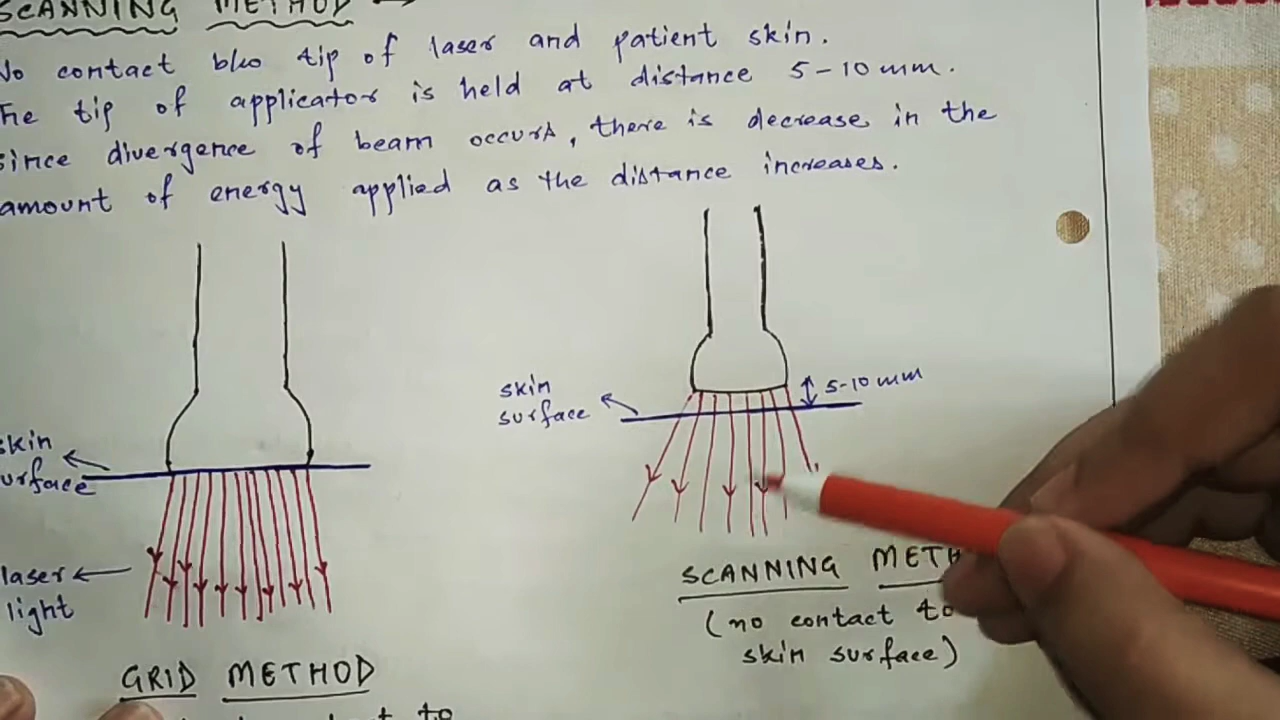 SCANNING METHOD →
No contact b/w tip of laser and patient skin.
The tip of applicator is held at distance 5-10 mm.
since divergence of beam occurs, there is decrease in the
amount of energy applied as the distance increases.
skin
surface
5-10 mm
skin
urface
laser
light
SCANNING METH
(no contact to
skin surface)
GRID METHOD
to